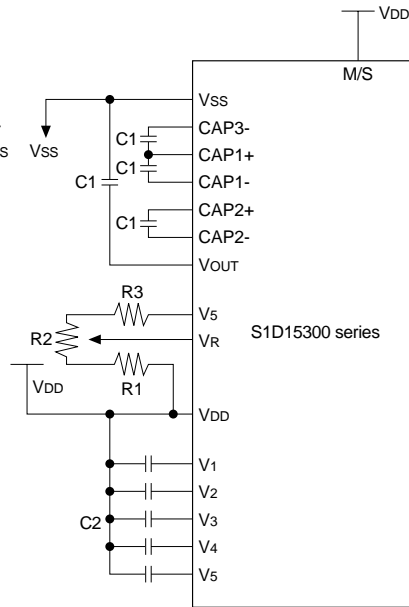 VDD
M/S
VSS
CAP3-
C1
CAP1+
S VSS
C1
CAP1-
C1
CAP2+
C1
CAP2-
VOUT
R3
V5
R2
VR
S1D15300 series
R1
VDD
VDD
V1
V2
C2
V3
V4
V5